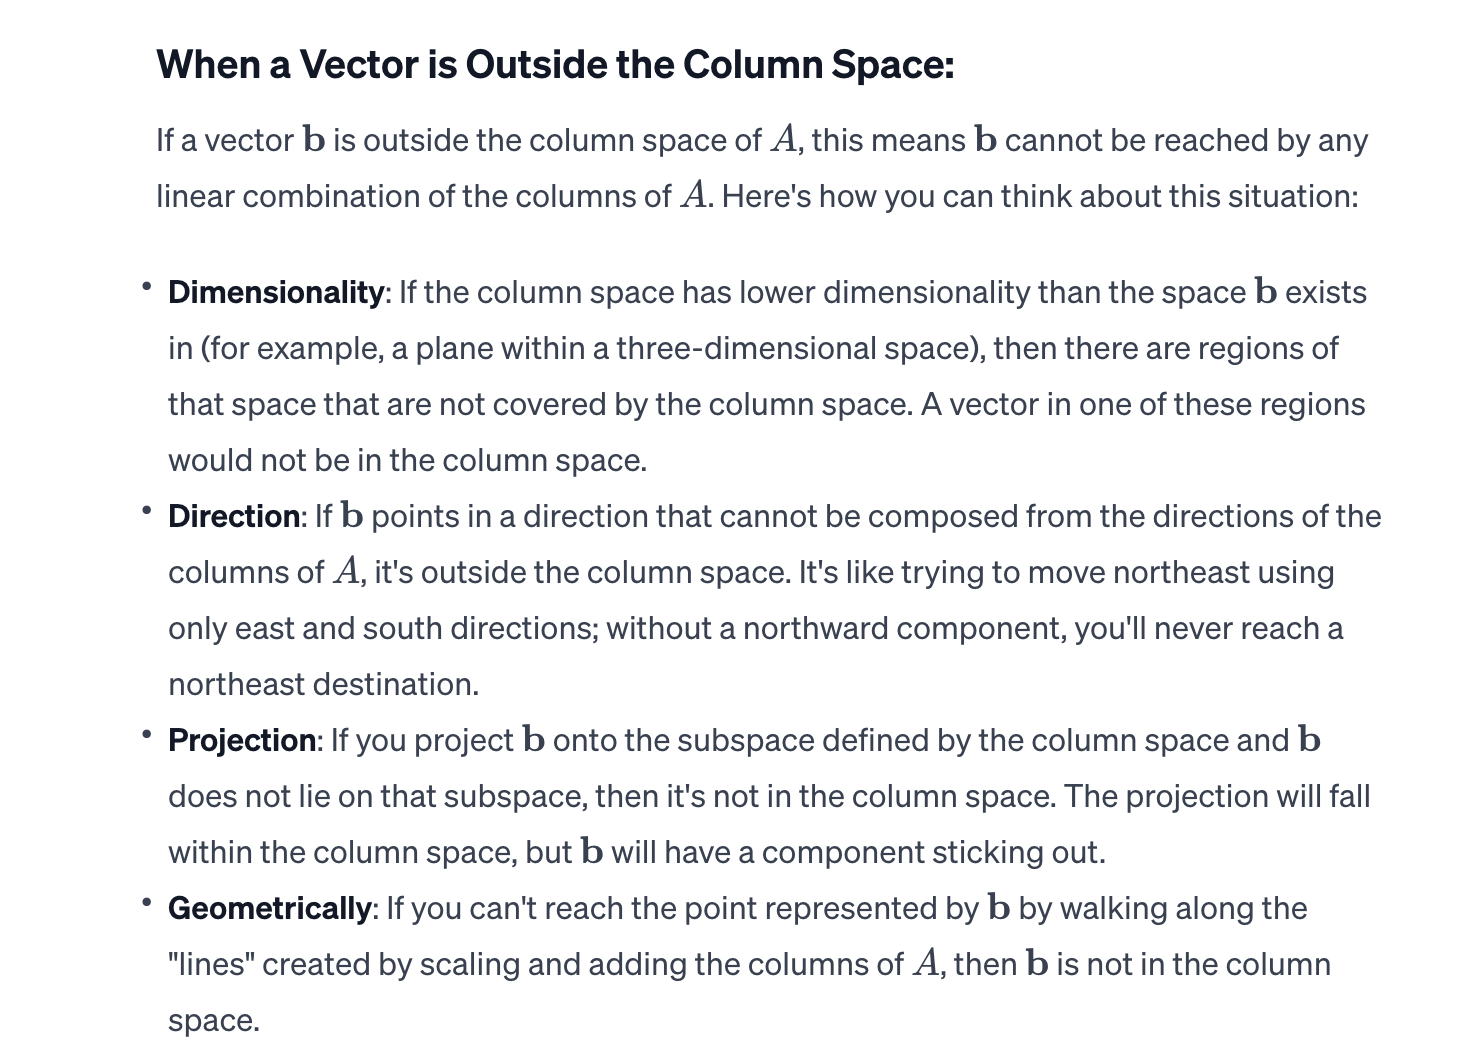 When a Vector is Outside the Column Space:
If a vector b is outside the column space of A, this means b cannot be reached by any
linear combination of the columns of A. Here's how you can think about this situation:
• Dimensionality: If the column space has lower dimensionality than the space b exists
in (for example, a plane within a three-dimensional space), then there are regions of
that space that are not covered by the column space. A vector in one of these regions
would not be in the column space.
• Direction: If b points in a direction that cannot be composed from the directions of the
columns of A, it's outside the column space. It's like trying to move northeast using
only east and south directions; without a northward component, you'll never reach a
northeast destination.
• Projection: If you project b onto the subspace defined by the column space and b
does not lie on that subspace, then it's not in the column space. The projection will fall
within the column space, but b will have a component sticking out.
• Geometrically: If you can't reach the point represented by b by walking along the
"lines" created by scaling and adding the columns of A, then b is not in the column
space.